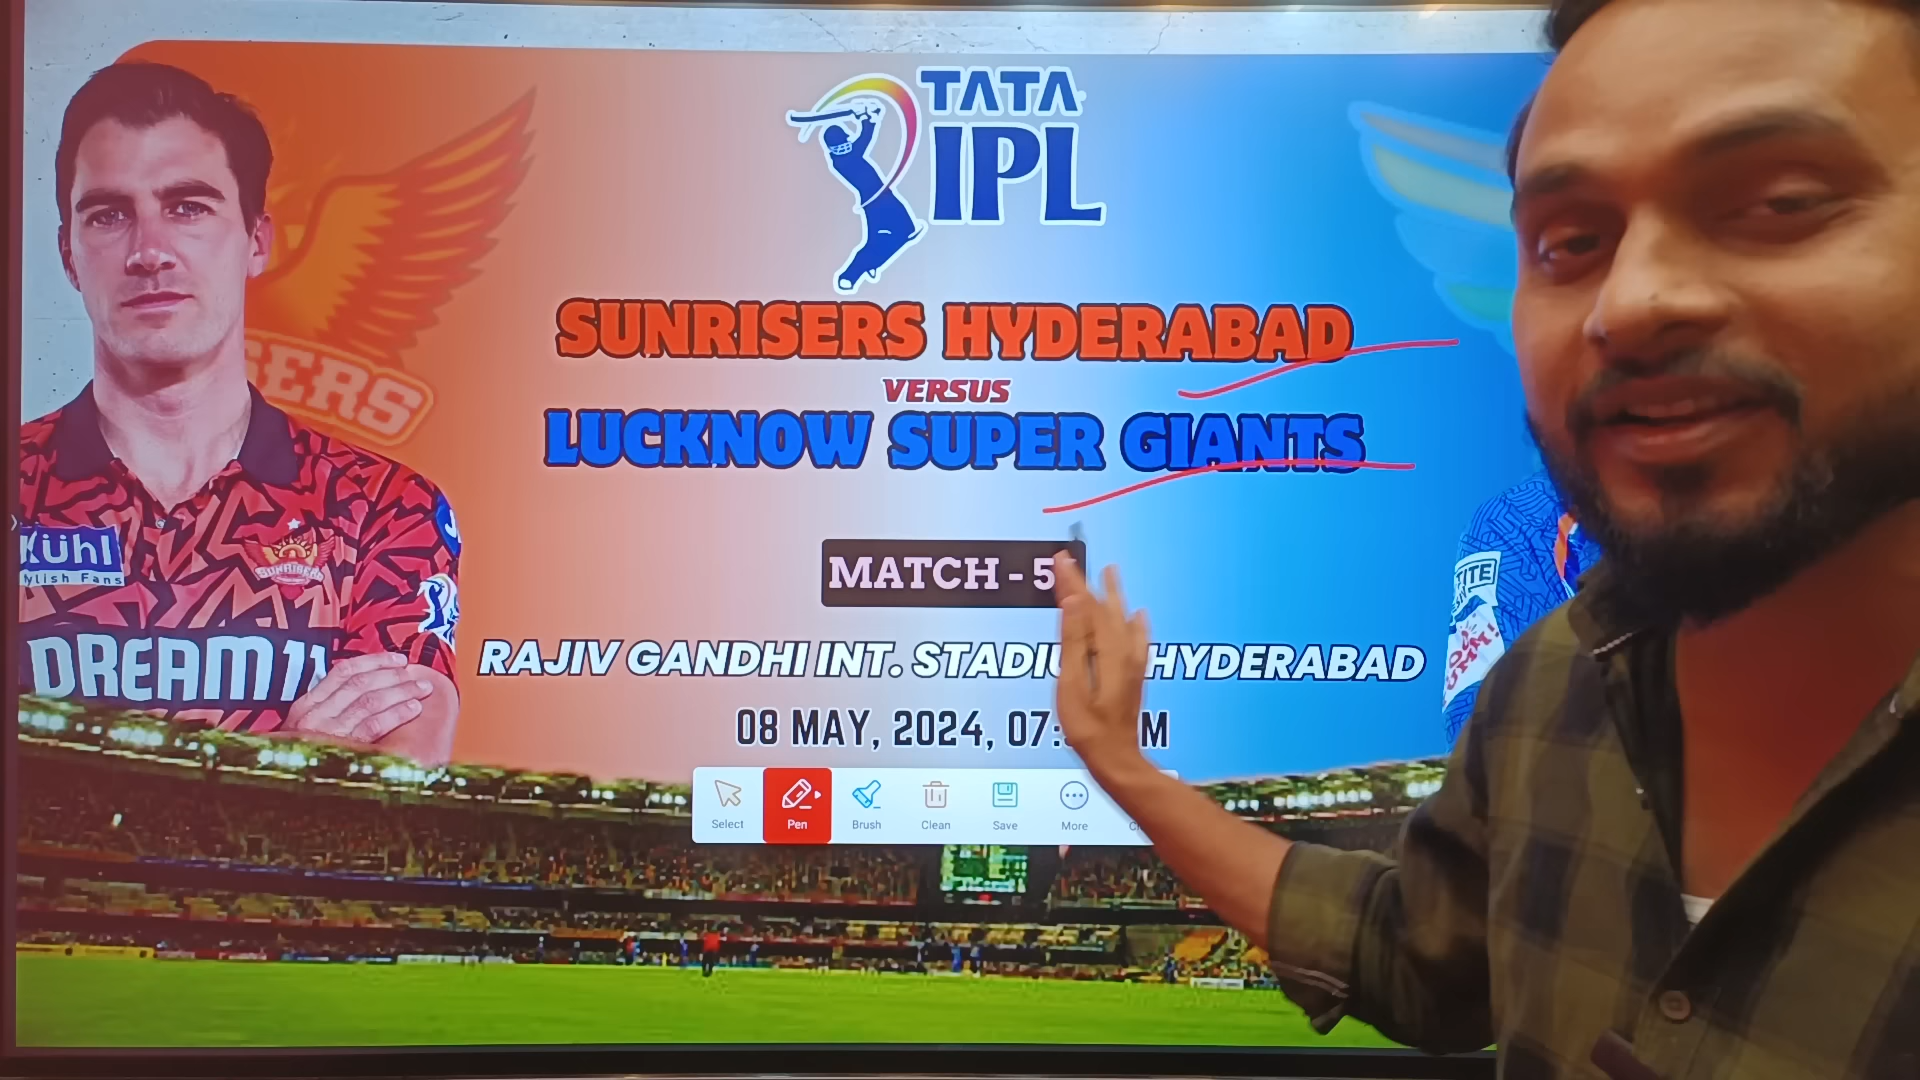 TATA
IPL
SUNRISERS HYDERABAD
VERSUS
LUCKNOW SUPER GIANTS
MATCH - 5
RAJIV GANDHI INT. HYDERABAD
08 MAY, 2024, 07:
Kühl
DREAM11
SUNRISERS
Select
Pen
Brush
Clean
Save
More